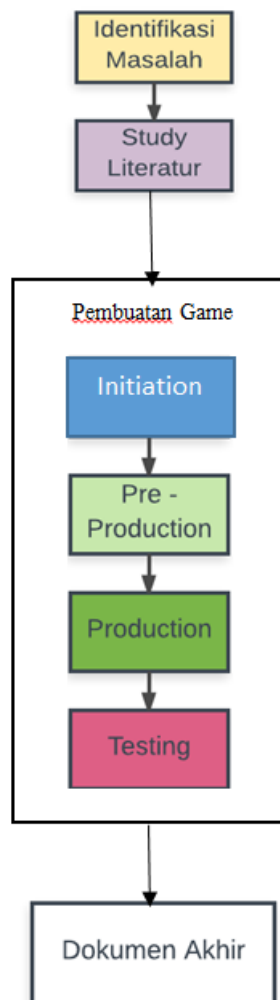 Identifikasi
Masalah
Study
Literatur
Pembuatan Game
Initiation
Pre -
Production
Production
Testing
Dokumen Akhir